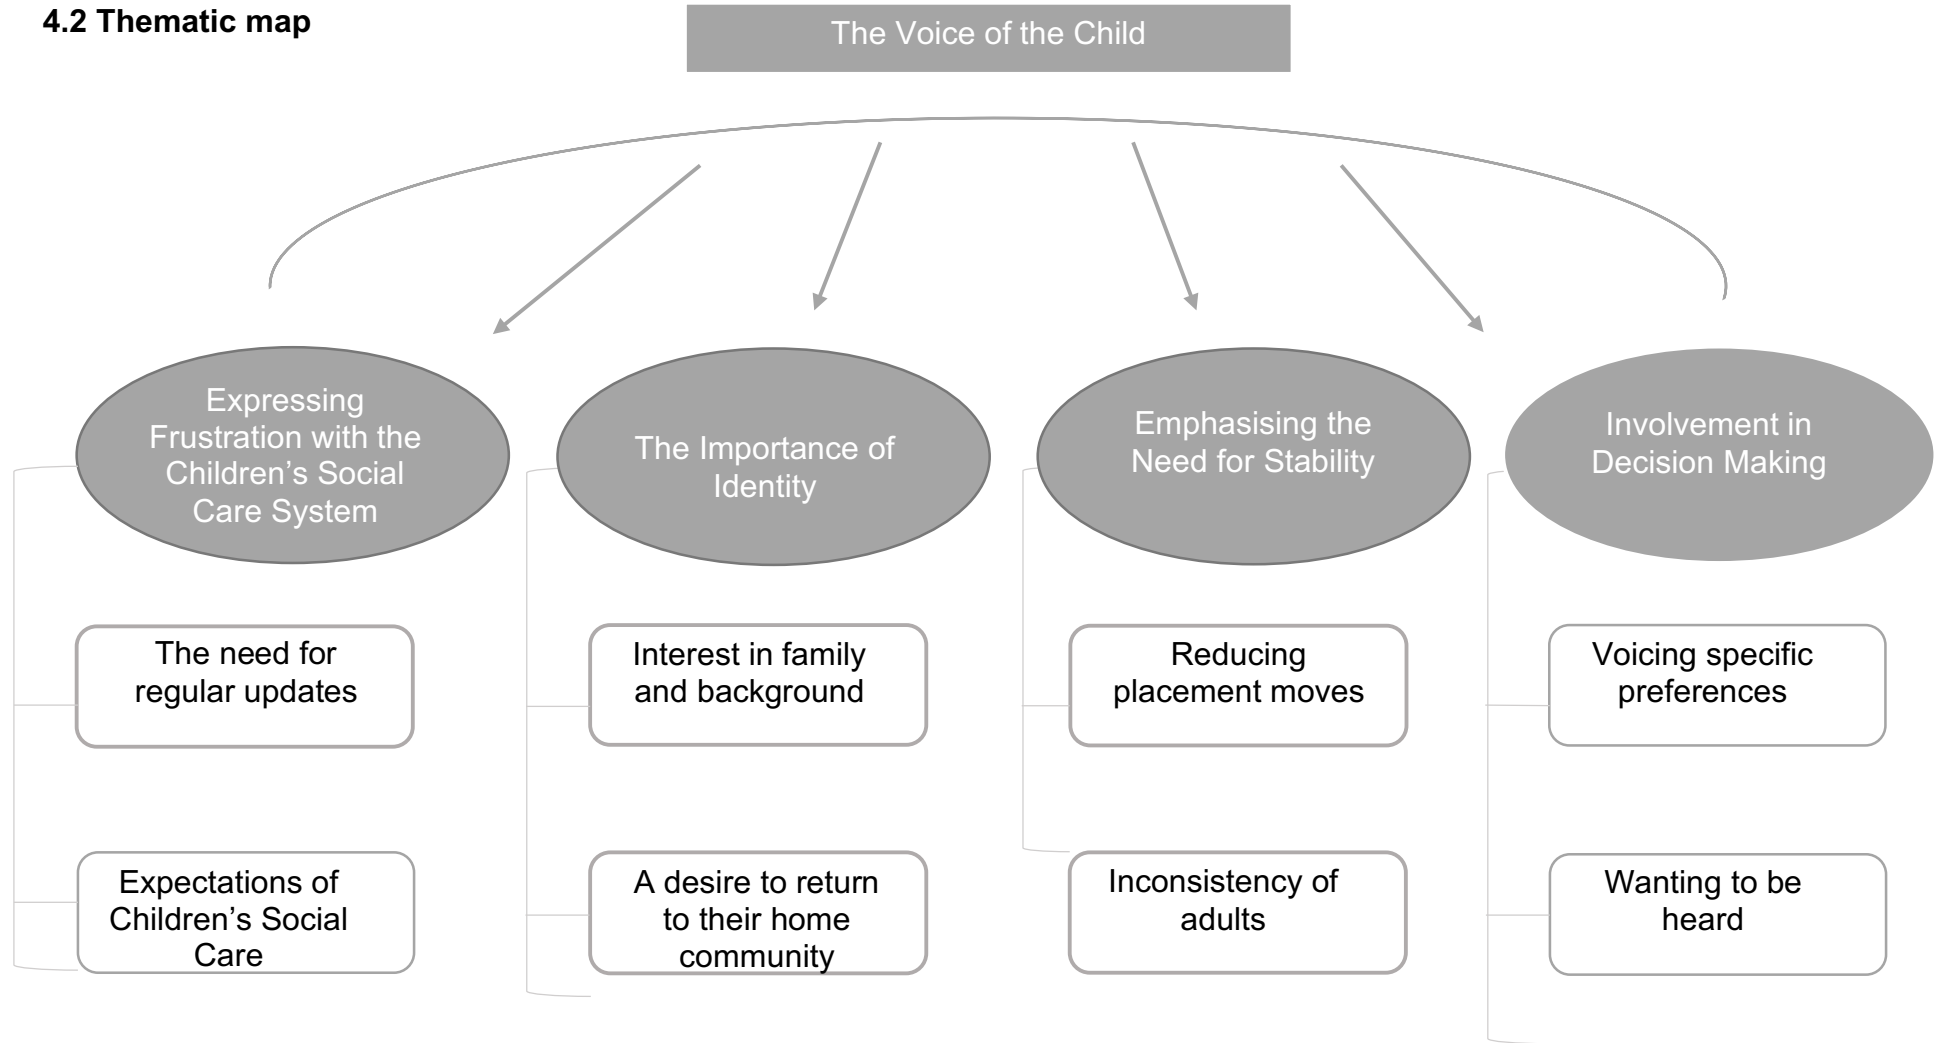 4.2 Thematic map
The Voice of the Child
Expressing
Frustration with the
Children’s Social
Care System
The Importance of
Identity
Emphasising the
Need for Stability
Involvement in
Decision Making
The need for
regular updates
Interest in family
and background
Reducing
placement moves
Voicing specific
preferences
Expectations of
Children’s Social
Care
A desire to return
to their home
community
Inconsistency of
adults
Wanting to be
heard